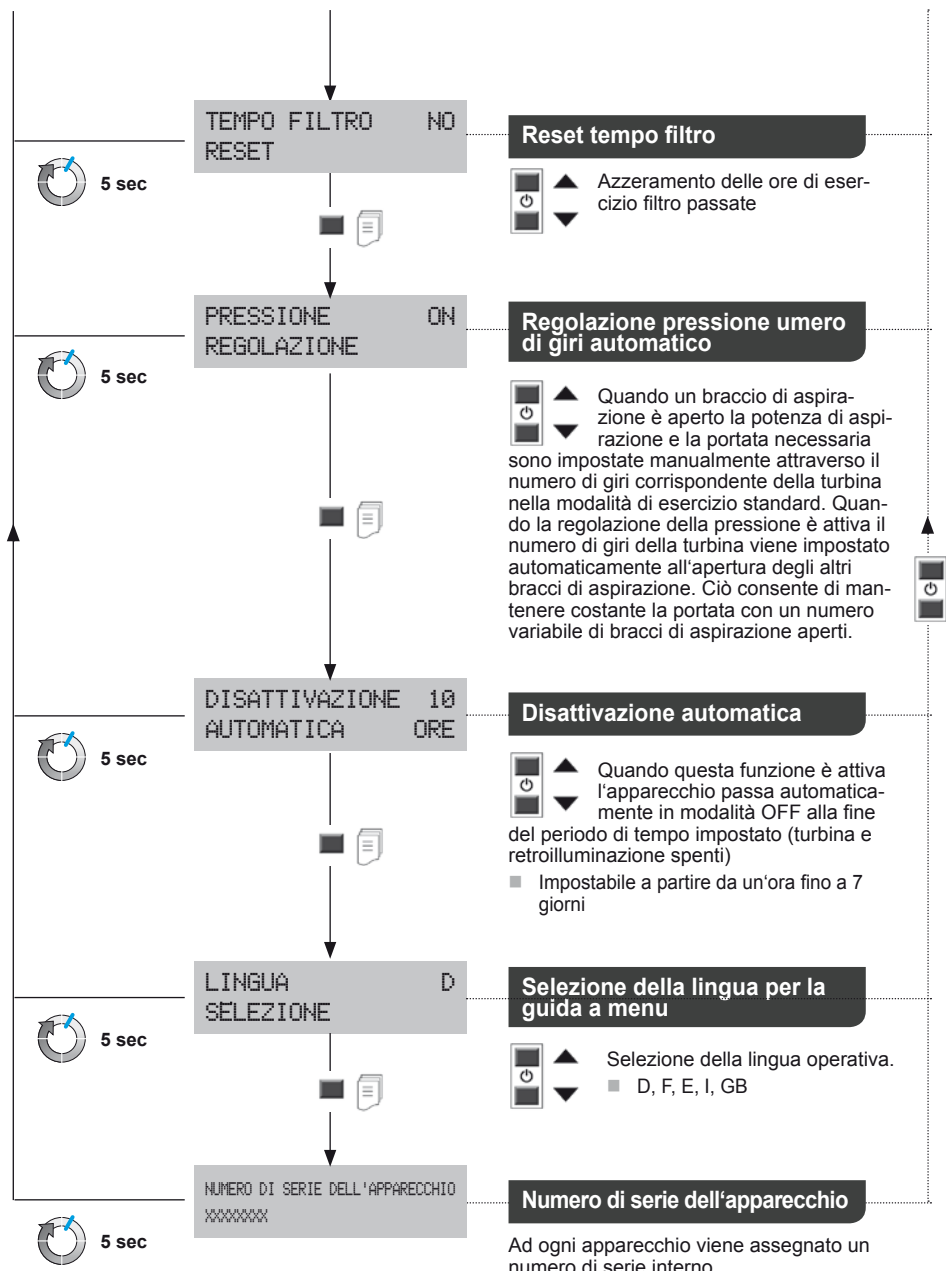 TEMPO FILTRO NO
RESET
Reset tempo filtro
5 sec
Azzeramento delle ore di eser-
cizio filtro passate
PRESSIONE ON
REGOLAZIONE
Regolazione pressione umero
di giri automatico
5 sec
Quando un braccio di aspira-
zione è aperto la potenza di aspi-
razione e la portata necessaria
sono impostate manualmente attraverso il
numero di giri corrispondente della turbina
nella modalità di esercizio standard. Quan-
do la regolazione della pressione è attiva il
numero di giri della turbina viene impostato
automaticamente all‘apertura degli altri
bracci di aspirazione. Ciò consente di man-
tenere costante la portata con un numero
variabile di bracci di aspirazione aperti.
DISATTIVAZIONE 10
AUTOMATICA ORE
Disattivazione automatica
5 sec
Quando questa funzione è attiva
l‘apparecchio passa automatica-
mente in modalità OFF alla fine
del periodo di tempo impostato (turbina e
retroilluminazione spenti)
Impostabile a partire da un‘ora fino a 7
giorni
LINGUA D
SELEZIONE
Selezione della lingua per la
guida a menu
5 sec
Selezione della lingua operativa.
D, F, E, I, GB
NUMERO DI SERIE DELL'APPARECCHIO
XXXXXXXX
Numero di serie dell‘apparecchio
5 sec
Ad ogni apparecchio viene assegnato un
numero di serie interno